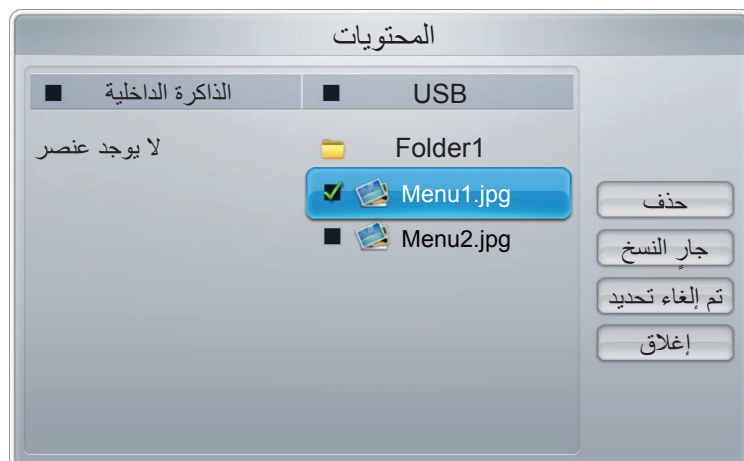 المحتويات
الذاكرة الداخلية
USB
لا يوجد عنصر
Folder1
Menu1.jpg
Menu2.jpg
حذف
جارٍ النسخ
تم إلغاء تحديد
إغلاق